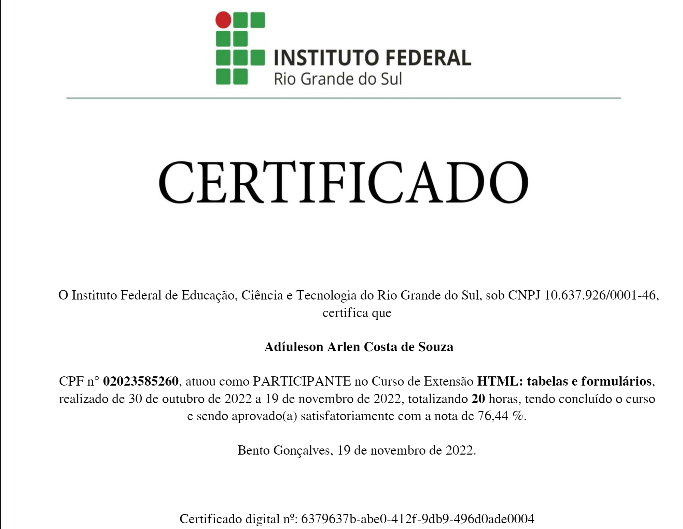 INSTITUTO FEDERAL
Rio Grande do Sul
CERTIFICADO
O Instituto Federal de Educação, Ciência e Tecnologia do Rio Grande do Sul, sob CNPJ 10.637.926/0001-46,
certifica que
Adíuleson Arlen Costa de Souza
CPF n° 02023585260, atuou como PARTICIPANTE no Curso de Extensão HTML: tabelas e formulários,
realizado de 30 de outubro de 2022 a 19 de novembro de 2022, totalizando 20 horas, tendo concluído o curso
e sendo aprovado(a) satisfatoriamente com a nota de 76,44 %.
Bento Gonçalves, 19 de novembro de 2022.
Certificado digital nº: 6379637b-abe0-412f-9db9-496d0ade0004